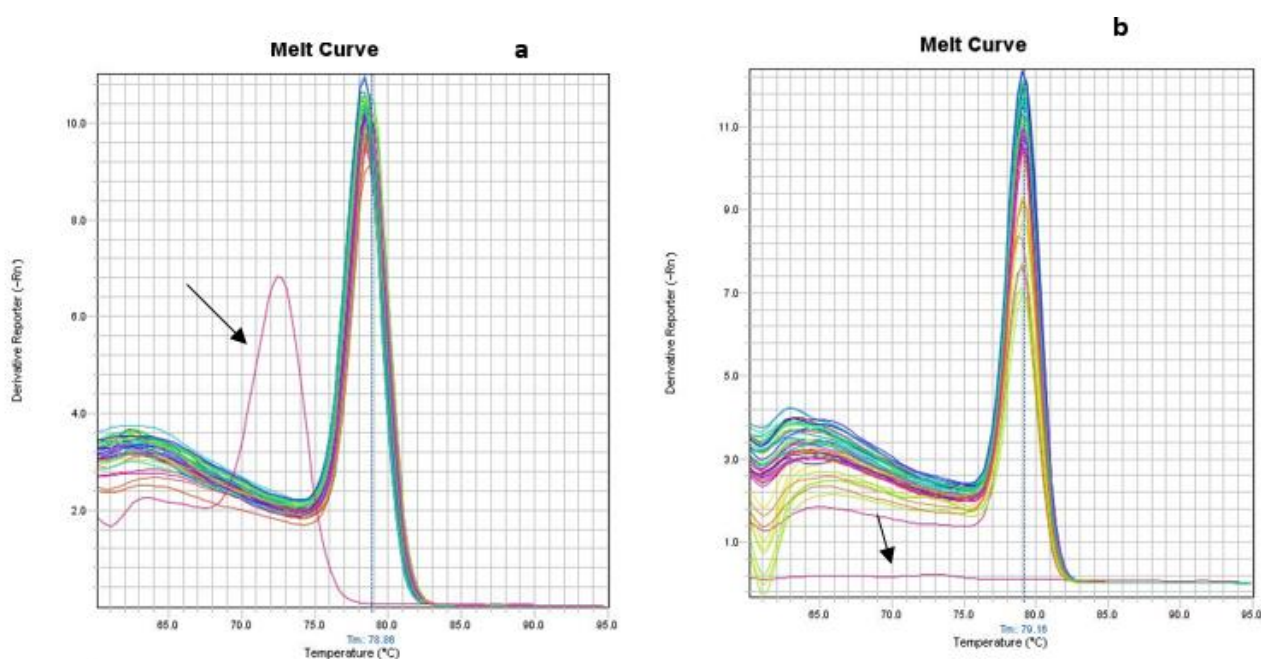 Melt Curve
a
Derivative Reporter (-Rn')
10.0
8.0
6.0
4.0
2.0
65.0 70.0 75.0 80.0 85.0 90.0 95.0
Tm: 78.86
Temperature (°C)
Melt Curve
b
Derivative Reporter (-Rn')
11.0
9.0
7.0
5.0
3.0
1.0
65.0 70.0 75.0 80.0 85.0 90.0 95.0
Tm: 79.16
Temperature (°C)